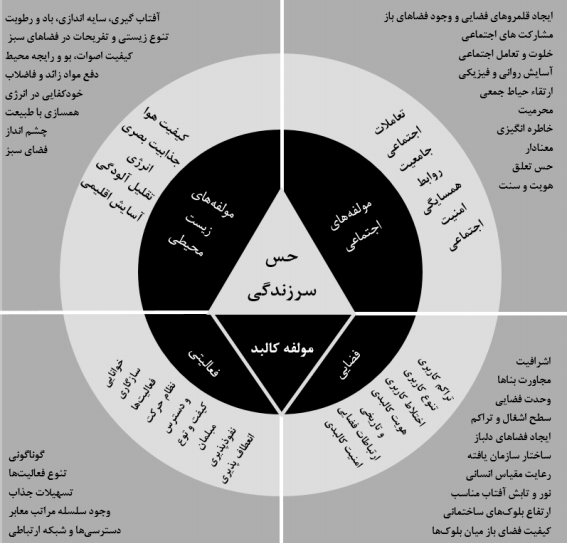 ایجاد قلمروهای فضایی و وجود فضاهای باز
مشارکت های اجتماعی
خلوت و تعامل اجتماعی
آسایش روانی و فیزیکی
ارتقاء حیاط جمعی
محرمیت
خاطره انگیزی
معنادار
حس تعلق
هویت و سنت
آفتاب گیری، سایه اندازی، باد و رطوبت
تنوع زیستی و تفریحات در فضاهای سبز
کیفیت اصوات، بو و رایحه محیط
دفع مواد زائد و فاضلاب
خودکفایی در انرژی
همسازی با طبیعت
چشم انداز
فضای سبز
تعاملات
اجتماعی
جامعیت
روابط
همسایگی
امنیت
اجتماعی
کیفیت هوا
جذابیت بصری
انرژی
تقلیل آلودگی
آسایش اقلیمی
مولفه‌های
اجتماعی
مولفه‌های
زیست
محیطی
حس
سرزندگی
مولفه کالبد
فضایی
فعالیتی
تراکم کاربری
تنوع کاربری
اختلاط کاربری
هویت کالبدی
و تاریخی
ارتباطات فضایی
امنیت کالبدی
خوانایی
سازگاری
فعالیت‌ها
نظام حرکت
و دسترس
کیفیت و نوع
مبلمان
نفوذپذیری
انعطاف پذیری
اشرافیت
مجاورت بناها
وحدت فضایی
سطح اشغال و تراکم
ایجاد فضاهای دلباز
ساختار سازمان یافته
رعایت مقیاس انسانی
نور و تابش آفتاب مناسب
ارتفاع بلوک‌های ساختمانی
کیفیت فضای باز میان بلوک‌ها
گوناگونی
تنوع فعالیت‌ها
تسهیلات جذاب
وجود سلسله مراتب معابر
دسترسی‌ها و شبکه ارتباطی